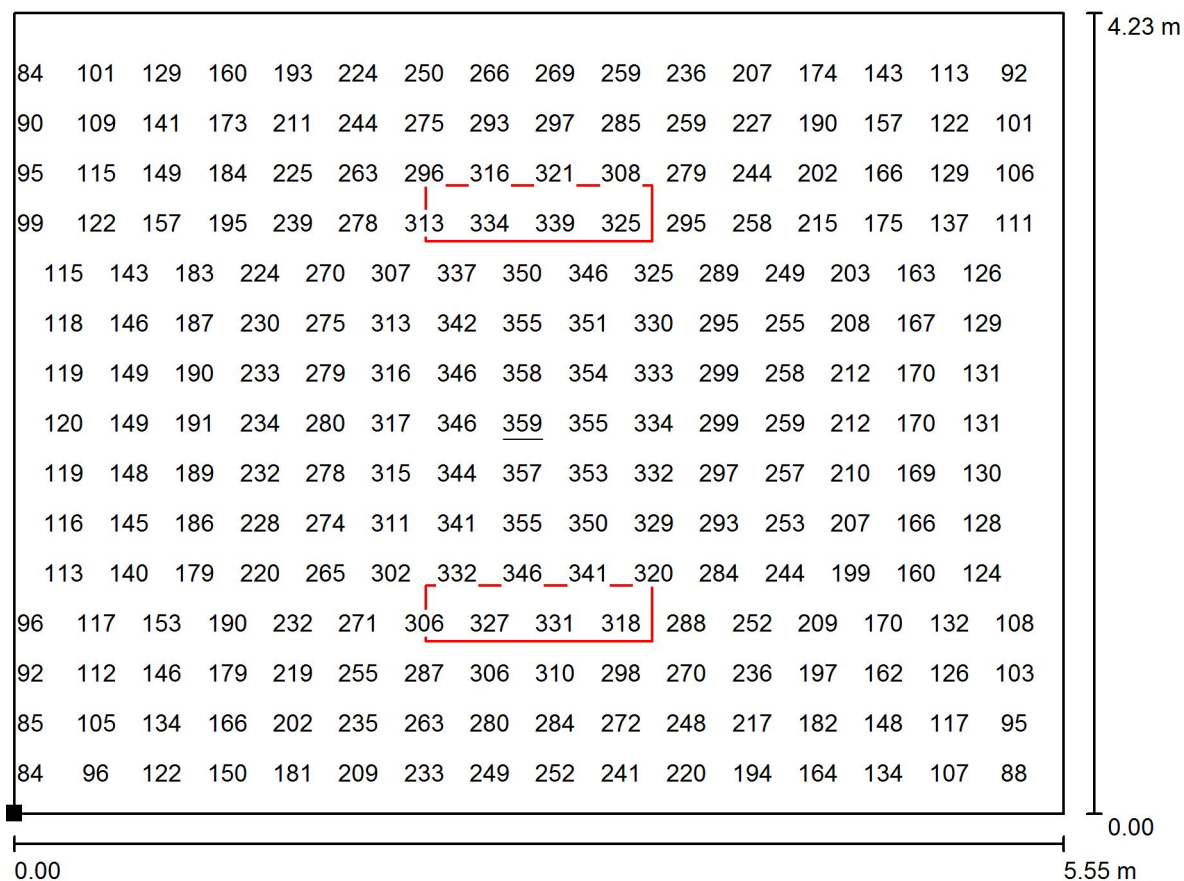 4.23 m
84 101 129 160 193 224 250 266 269 259 236 207 174 143 113 92
90 109 141 173 211 244 275 293 297 285 259 227 190 157 122 101
95 115 149 184 225 263 296 316 321 308 279 244 202 166 129 106
99 122 157 195 239 278 313 334 339 325 295 258 215 175 137 111
115 143 183 224 270 307 337 350 346 325 289 249 203 163 126
118 146 187 230 275 313 342 355 351 330 295 255 208 167 129
119 149 190 233 279 316 346 358 354 333 299 258 212 170 131
120 149 191 234 280 317 346 359 355 334 299 259 212 170 131
119 148 189 232 278 315 344 357 353 332 297 257 210 169 130
116 145 186 228 274 311 341 355 350 329 293 253 207 166 128
113 140 179 220 265 302 332 346 341 320 284 244 199 160 124
96 117 153 190 232 271 306 327 331 318 288 252 209 170 132 108
92 112 146 179 219 255 287 306 310 298 270 236 197 162 126 103
85 105 134 166 202 235 263 280 284 272 248 217 182 148 117 95
84 96 122 150 181 209 233 249 252 241 220 194 164 134 107 88
0.00
0.00 5.55 m